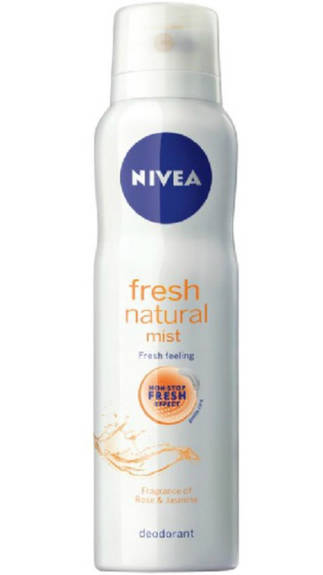 NIVEA
fresh
natural
mist
Fresh feeling
NON-STOP
FRESH
EFFECT
Fragrance of
Rose & Jasmine
deodorant